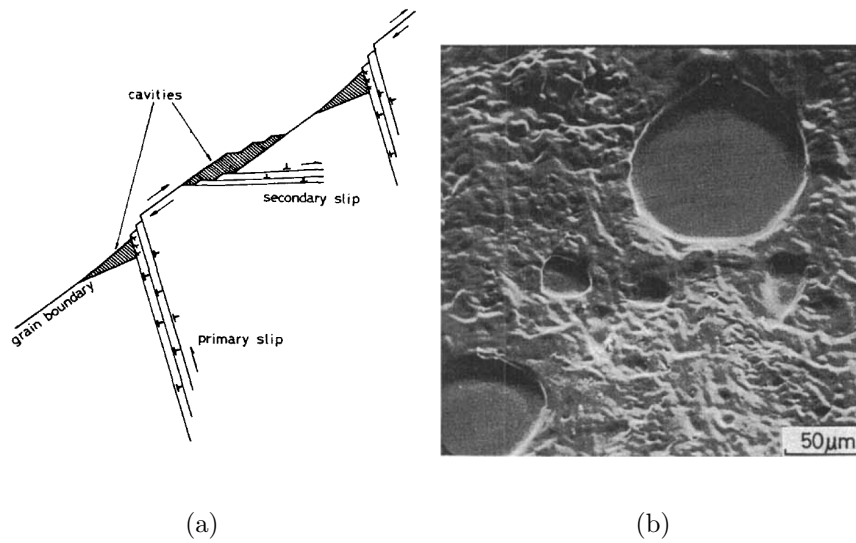 cavities
secondary slip
grain boundary
primary slip
50μm
(a)
(b)